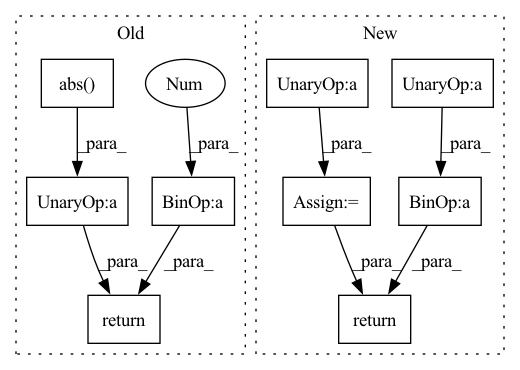 Old
New
abs()
Num
UnaryOp:a
UnaryOp:a
_para_
_para_
_para_
_para_
UnaryOp:a
BinOp:a
Assign:=
BinOp:a
_para_
_para_
_para_
_para_
return
return